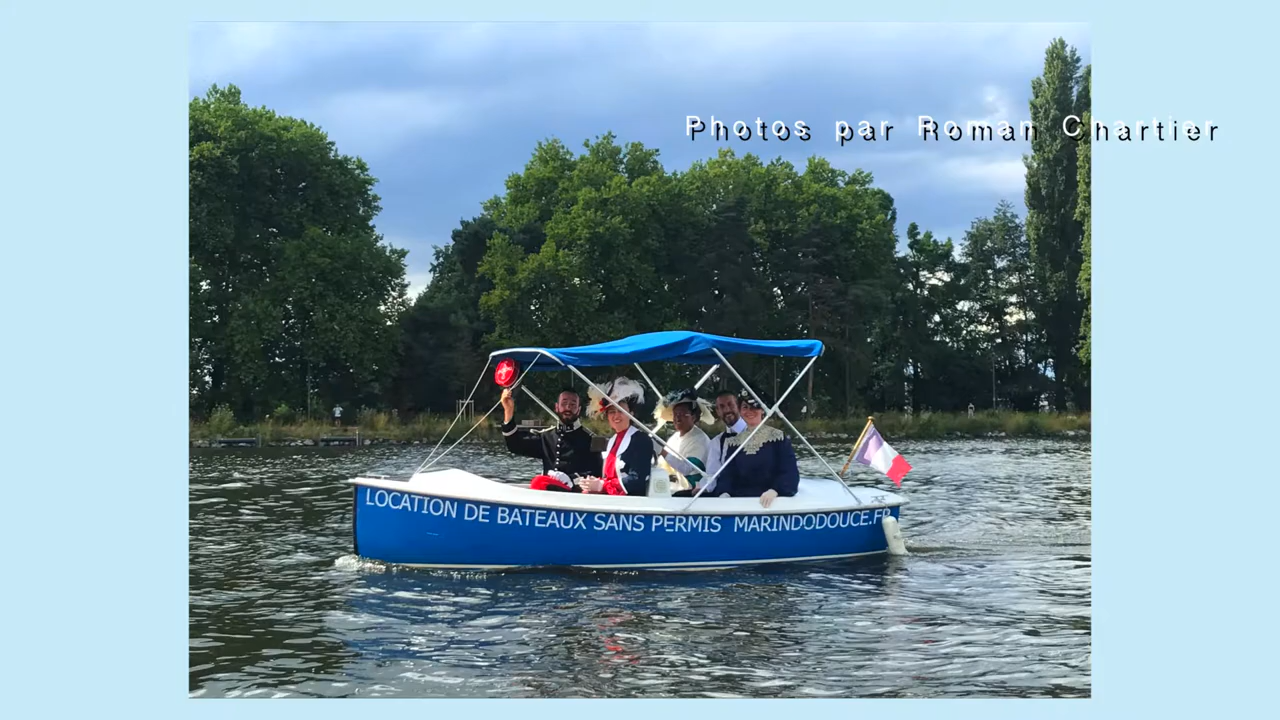 Photos par Roman Chartier
LOCATION DE BATEAUX SANS PERMIS MARINDODOUCE.FR